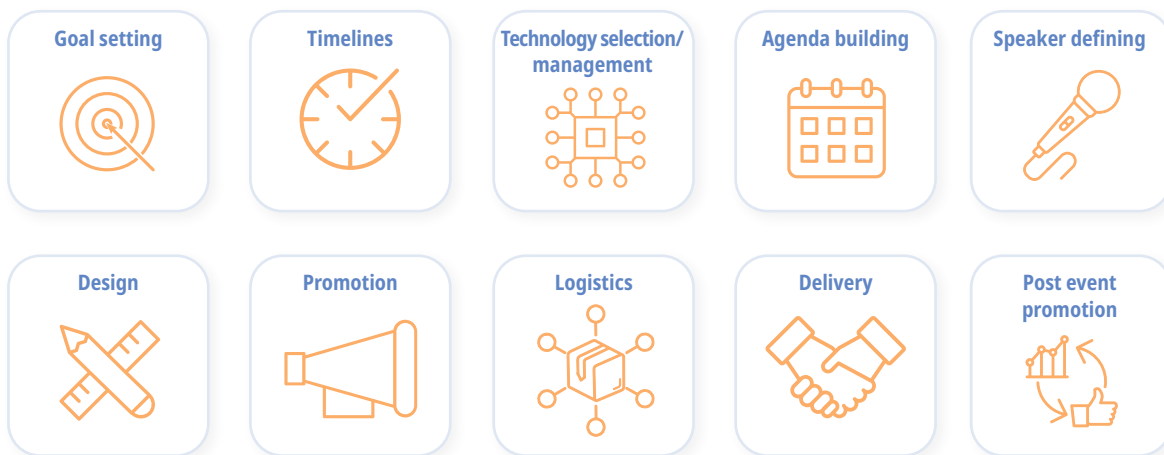 Goal setting
Timelines
Technology selection/
management
Agenda building
Speaker defining
Design
Promotion
Logistics
Delivery
Post event
promotion